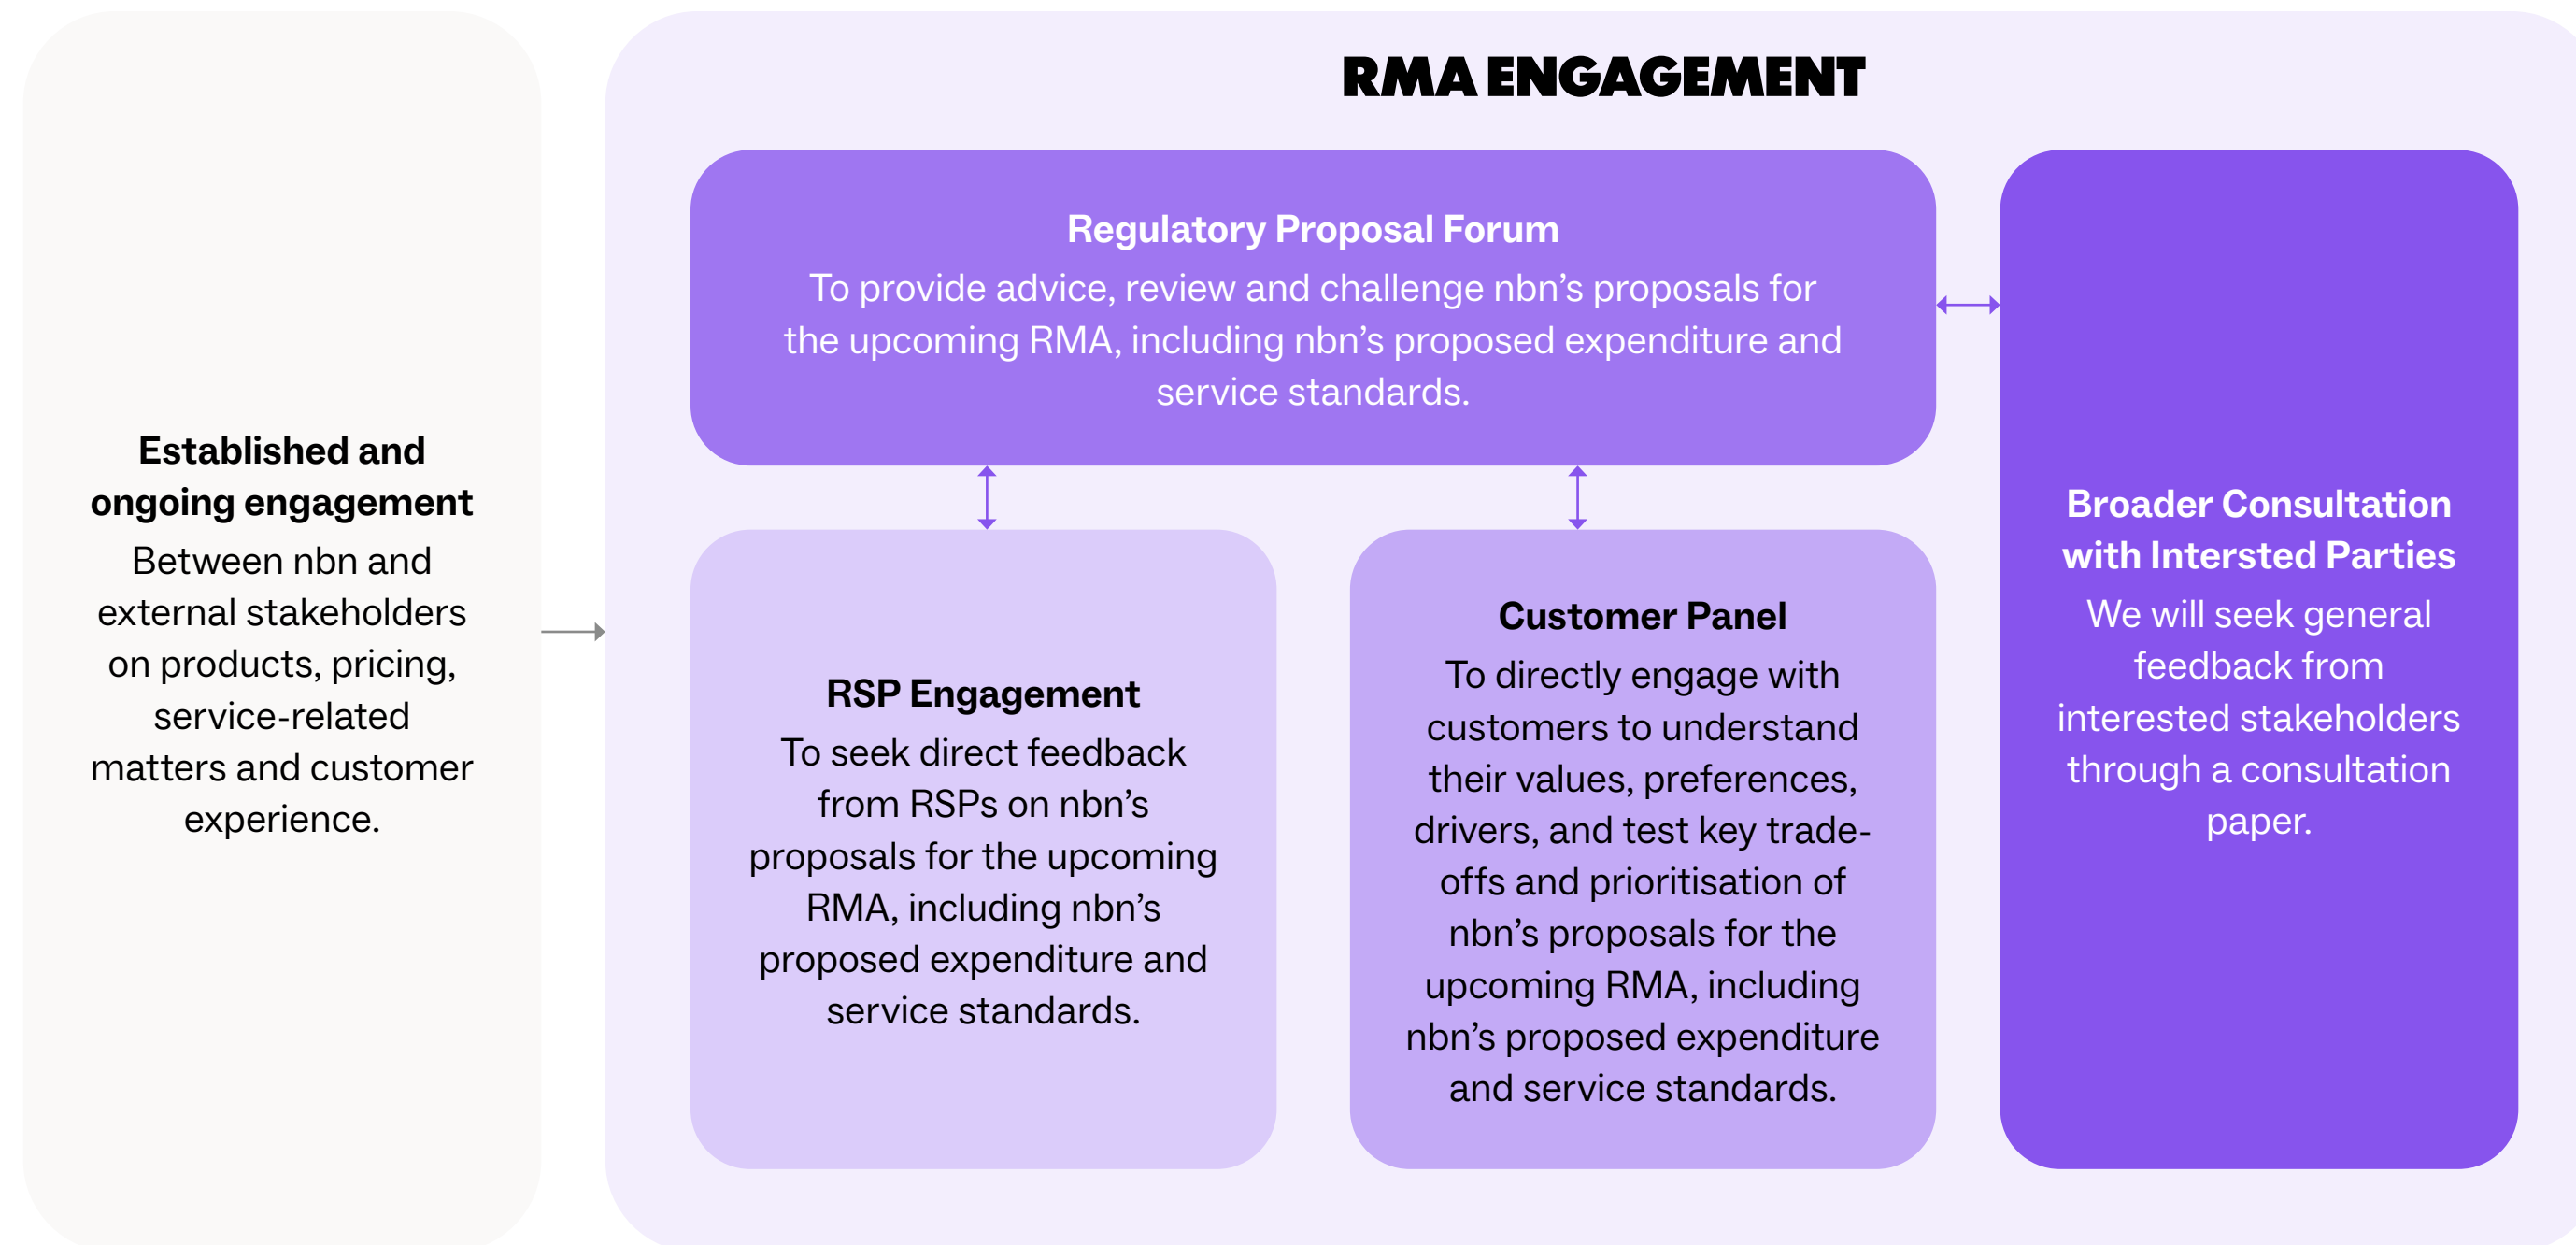 Established and
ongoing engagement
Between nbn and
external stakeholders
on products, pricing,
service-related
matters and customer
experience.
RMA ENGAGEMENT
Regulatory Proposal Forum
To provide advice, review and challenge nbn’s proposals for
the upcoming RMA, including nbn’s proposed expenditure and
service standards.
RSP Engagement
To seek direct feedback
from RSPs on nbn’s
proposals for the upcoming
RMA, including nbn’s
proposed expenditure and
service standards.
Customer Panel
To directly engage with
customers to understand
their values, preferences,
drivers, and test key trade-
offs and prioritisation of
nbn’s proposals for the
upcoming RMA, including
nbn’s proposed expenditure
and service standards.
Broader Consultation
with Intersted Parties
We will seek general
feedback from
interested stakeholders
through a consultation
paper.